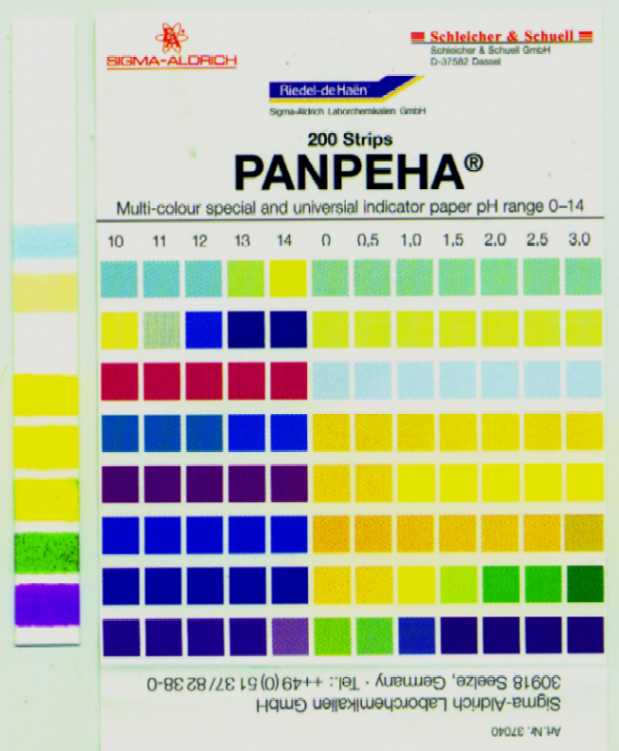 SIGMA-ALDRICH
Schleicher & Schuell
Schleicher & Schuell GmbH
D-37582 Dassel
Riedel-deHaën
Sigma-Aldrich Laborchemikalien GmbH
200 Strips
PANPEHA®
Multi-colour special and universial indicator paper pH range 0–14
10 11 12 13 14 0 0,5 1,0 1,5 2,0 2,5 3,0
Art.Nr. 37040
Sigma-Aldrich Laborchemikalien GmbH
30918 Seelze, Germany · Tel.: ++49 (0) 51 37/82 38-0